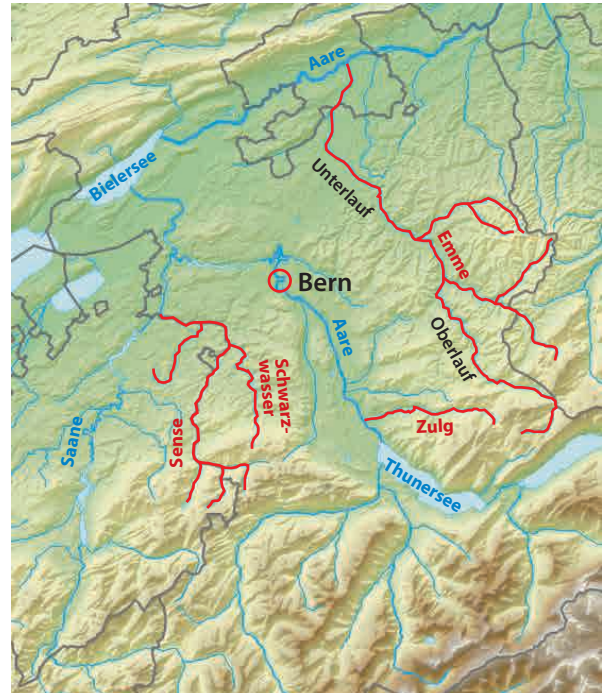 Aare
Bielersee
Unterlauf
Emme
Bern
Aare
Oberlauf
Schwarz-
wasser
Saane
Sense
Zulg
Thunersee